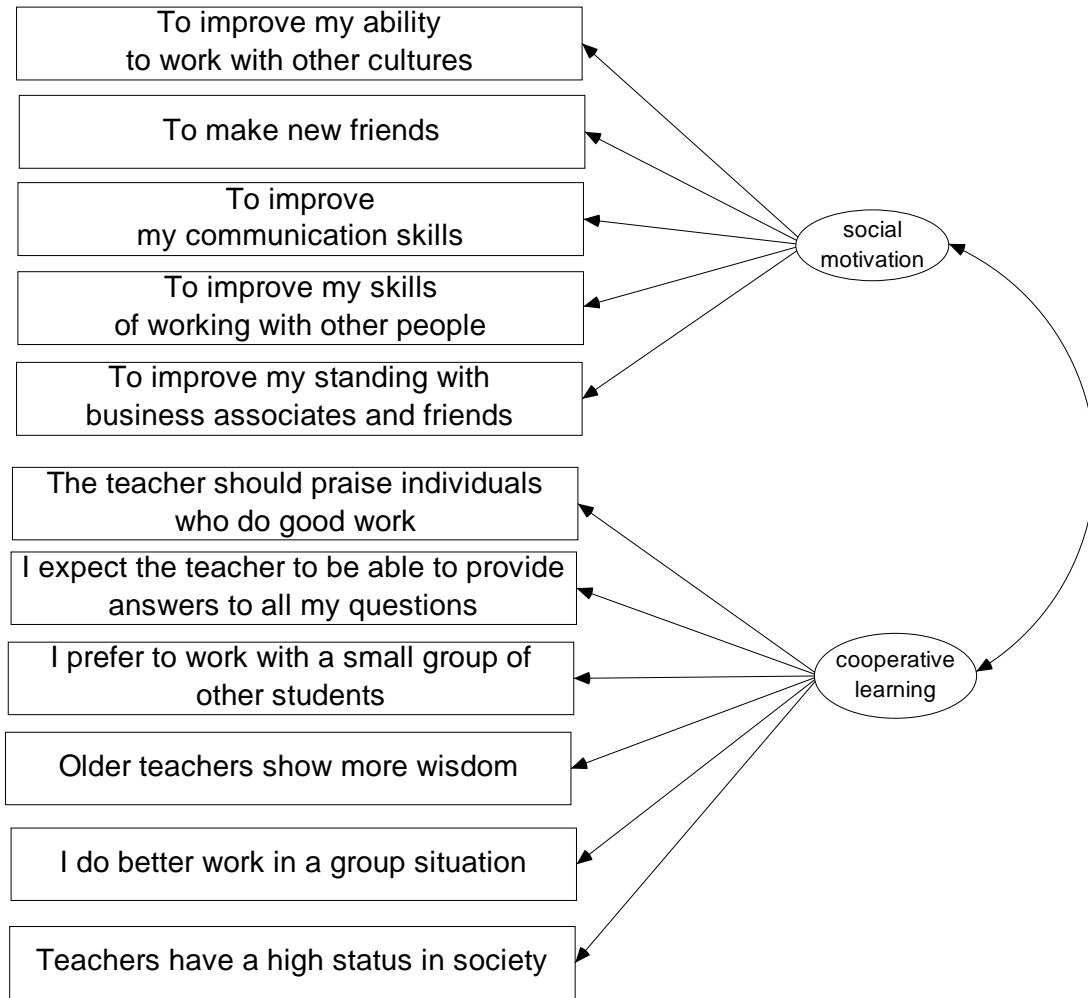 To improve my ability
to work with other cultures
To make new friends
To improve
my communication skills
To improve my skills
of working with other people
To improve my standing with
business associates and friends
social
motivation
The teacher should praise individuals
who do good work
I expect the teacher to be able to provide
answers to all my questions
I prefer to work with a small group of
other students
Older teachers show more wisdom
I do better work in a group situation
Teachers have a high status in society
cooperative
learning